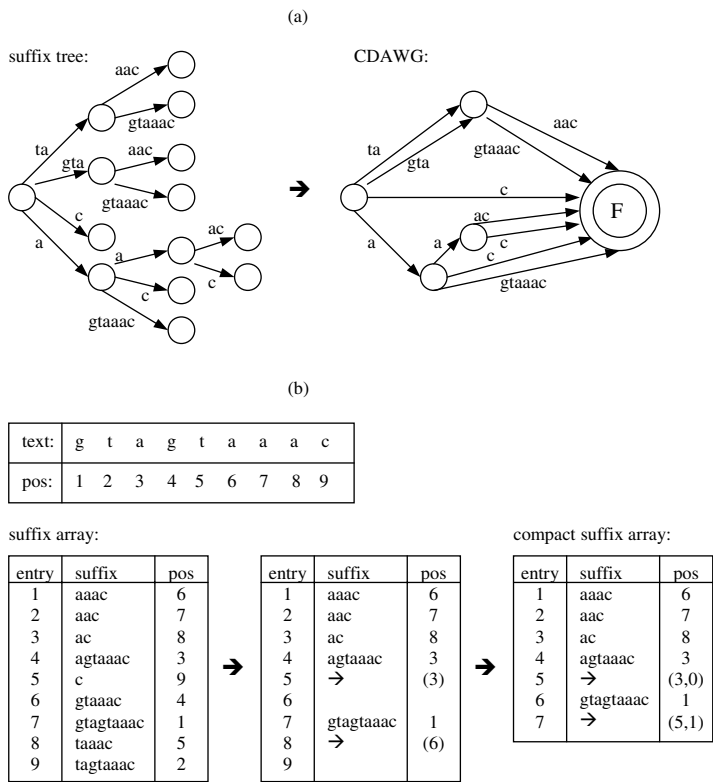 (a)
suffix tree: CDAWG:
aac
gtaaac
ta
gta
aac
gtaaac
c
a
a
ac
c
c
gtaaac
➔
ta
gta
aac
gtaaac
c
a
a
ac
c
c
gtaaac
F
(b)
text: g t a g t a a a c
pos: 1 2 3 4 5 6 7 8 9
suffix array: compact suffix array:
entry suffix pos entry suffix pos entry suffix pos
1 aaac 6 1 aaac 6 1 aaac 6
2 aac 7 2 aac 7 2 aac 7
3 ac 8 3 ac 8 3 ac 8
4 agtaaac 3 ➔ 4 agtaaac 3 ➔ 4 agtaaac 3
5 c 9 5 → (3) 5 → (3,0)
6 gtaaac 4 6 6 gtagtaaac 1
7 gtagtaaac 1 7 gtagtaaac 1 7 → (5,1)
8 taaac 5 8 → (6)
9 tagtaaac 2 9